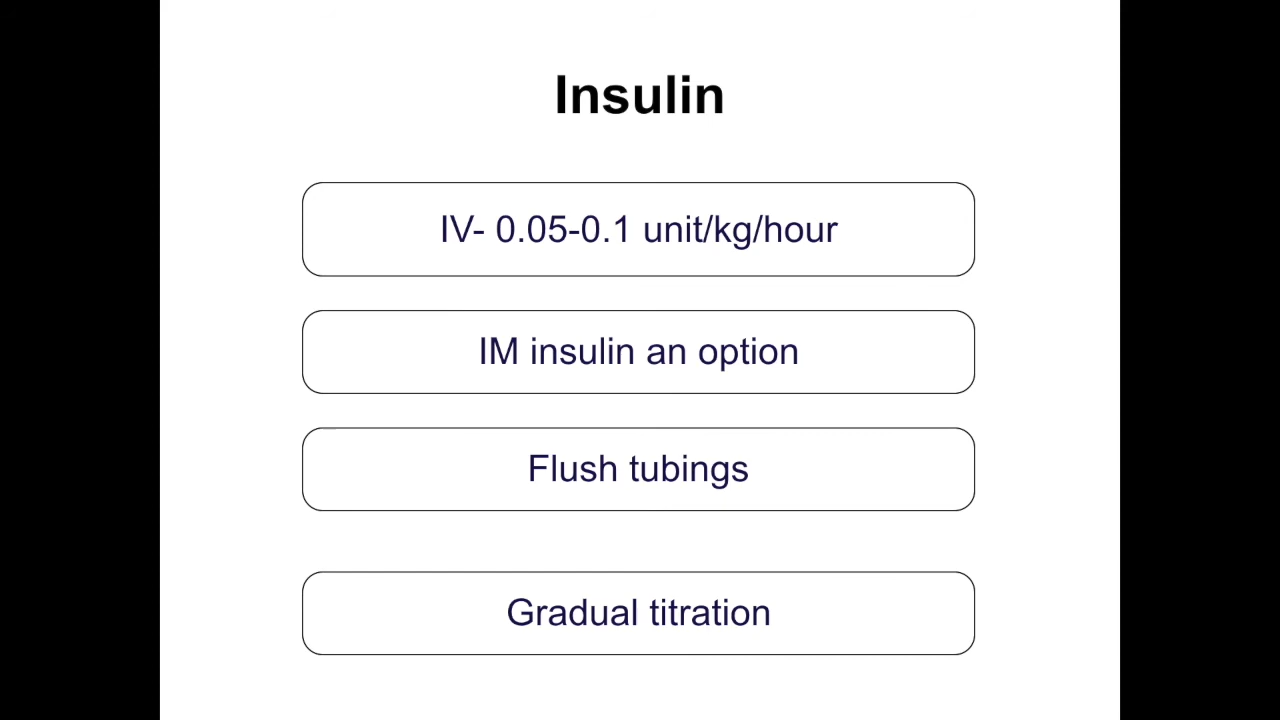 Insulin
IV- 0.05-0.1 unit/kg/hour
IM insulin an option
Flush tubings
Gradual titration